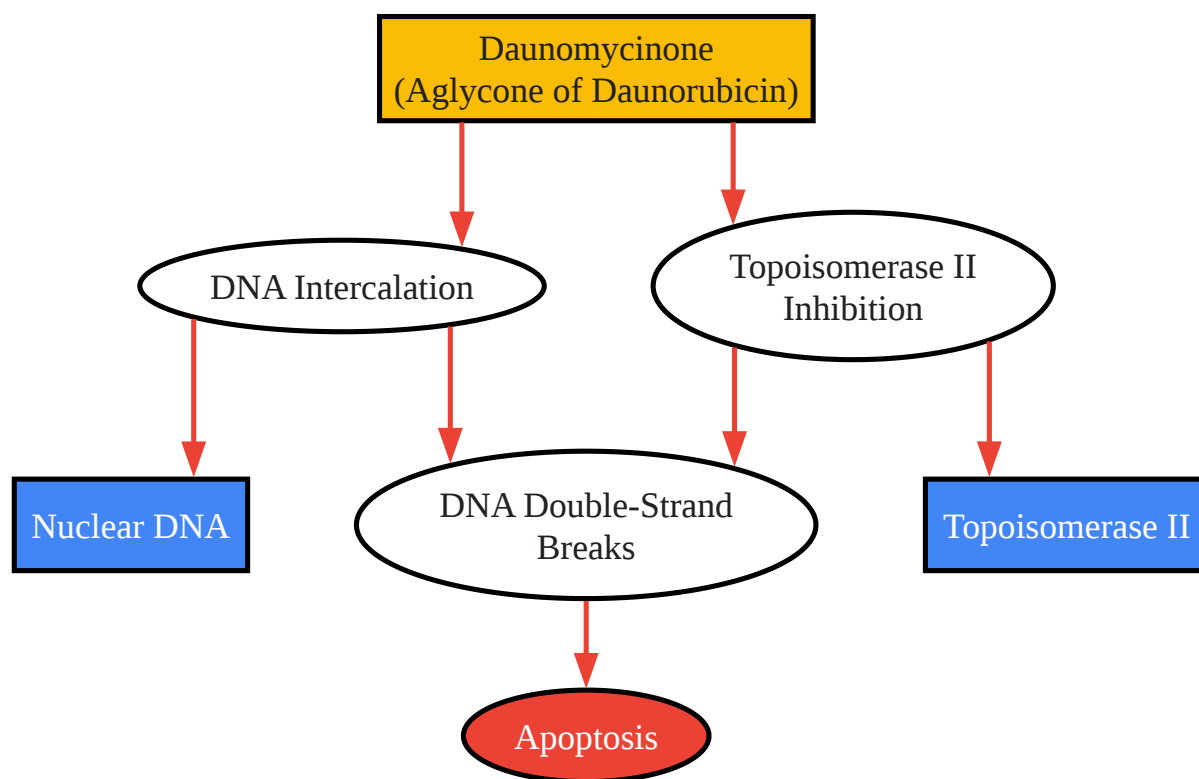 Daunomycinone
(Aglycone of Daunorubicin)
DNA Intercalation
Topoisomerase II
Inhibition
Nuclear DNA
DNA Double-Strand
Breaks
Topoisomerase II
Apoptosis